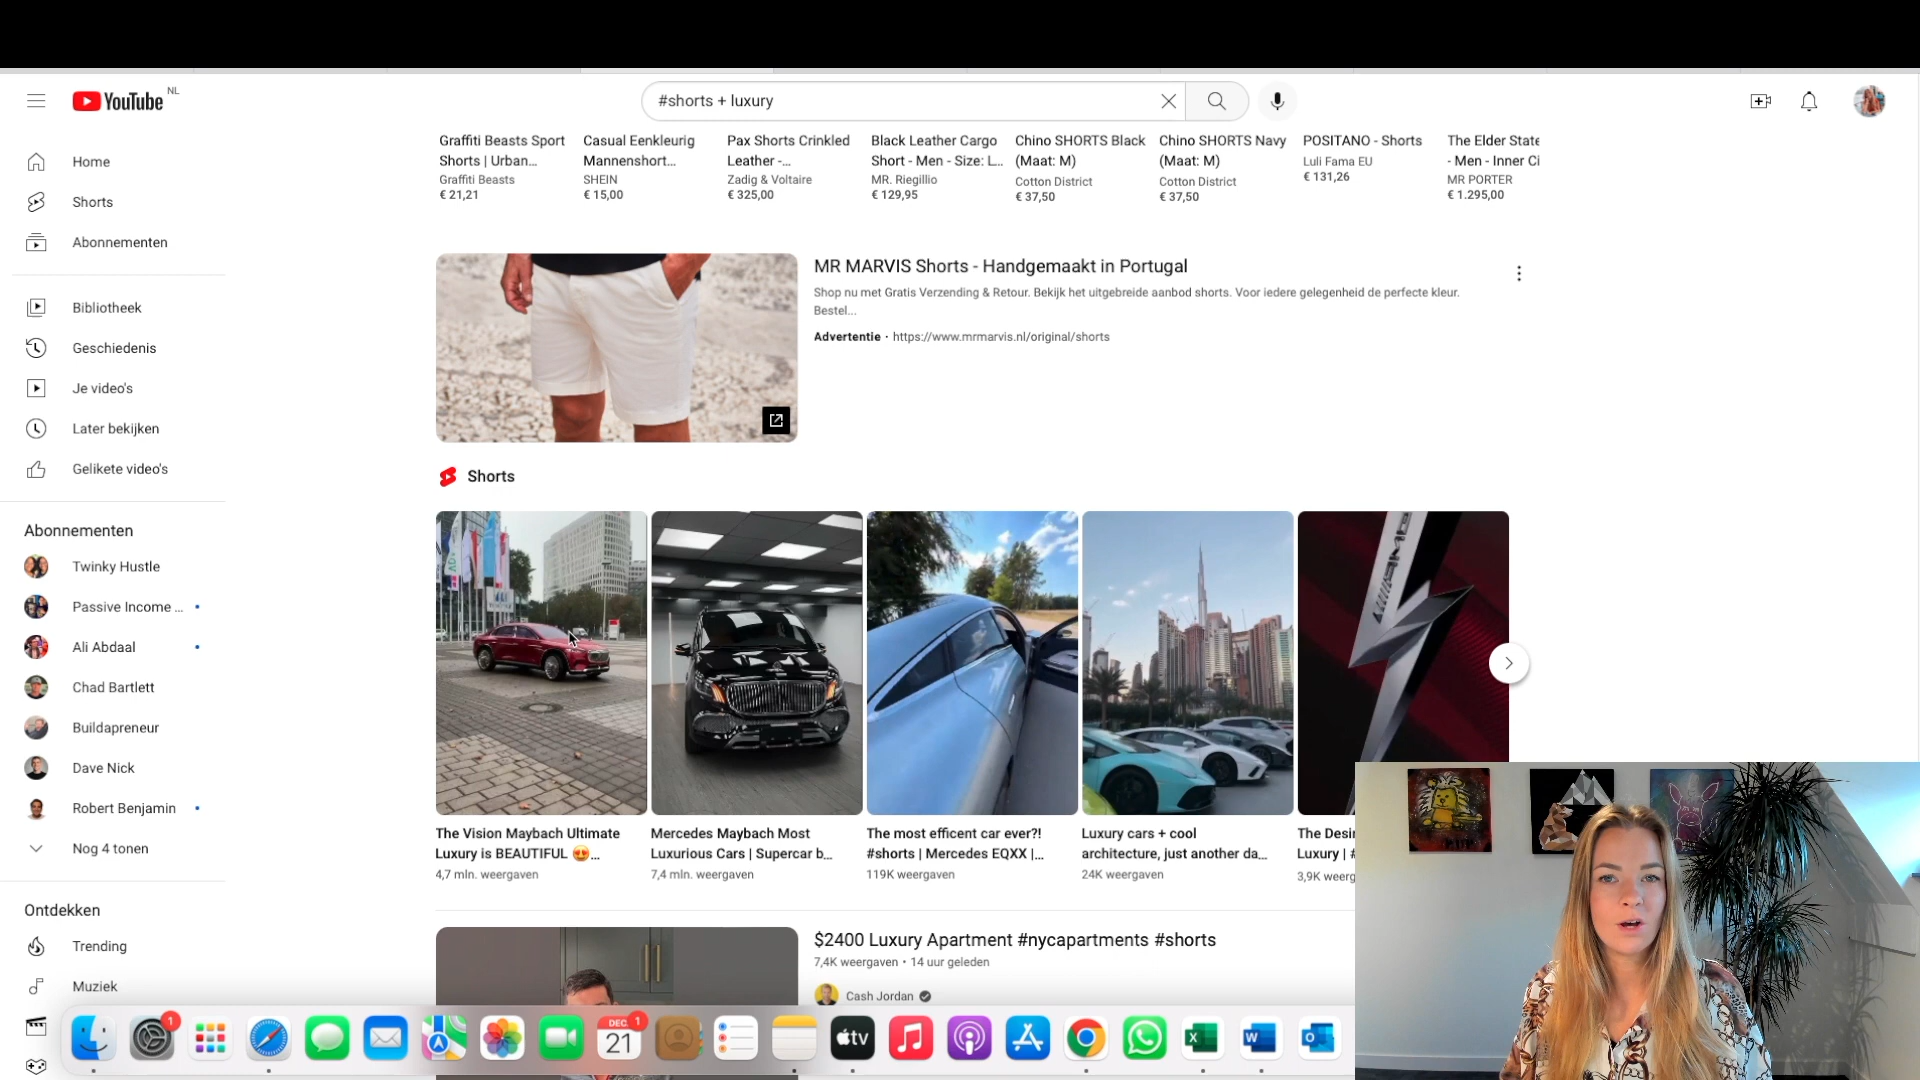 YouTube NL
#shorts + luxury
Home
Shorts
Abonnementen
Bibliotheek
Geschiedenis
Je video's
Later bekijken
Gelikete video's
Abonnementen
Twinky Hustle
Passive Income ...
Ali Abdaal
Chad Bartlett
Buildapreneur
Dave Nick
Robert Benjamin
Nog 4 tonen
Ontdekken
Trending
Muziek
Graffiti Beasts Sport
Shorts | Urban...
Graffiti Beasts
€ 21,21
Casual Eenkleurig
Mannenshort...
SHEIN
€ 15,00
Pax Shorts Crinkled
Leather -...
Zadig & Voltaire
€ 325,00
Black Leather Cargo
Short - Men - Size: L...
MR. Riegillio
€ 129,95
Chino SHORTS Black
(Maat: M)
Cotton District
€ 37,50
Chino SHORTS Navy
(Maat: M)
Cotton District
€ 37,50
POSITANO - Shorts
Luli Fama EU
€ 131,26
The Elder State
- Men - Inner Ci
MR PORTER
€ 1.295,00
MR MARVIS Shorts - Handgemaakt in Portugal
Shop nu met Gratis Verzending & Retour. Bekijk het uitgebreide aanbod shorts. Voor iedere gelegenheid de perfecte kleur.
Bestel...
Advertentie · https://www.mrmarvis.nl/original/shorts
Shorts
The Vision Maybach Ultimate
Luxury is BEAUTIFUL 😍...
4,7 mln. weergaven
Mercedes Maybach Most
Luxurious Cars | Supercar b...
7,4 mln. weergaven
The most efficent car ever?!
#shorts | Mercedes EQXX |...
119K weergaven
Luxury cars + cool
architecture, just another da...
24K weergaven
The Desi
Luxury | #
3,9K weerg
$2400 Luxury Apartment #nycapartments #shorts
7,4K weergaven • 14 uur geleden
Cash Jordan
1
DEC.
21
1
tv
X
W
O